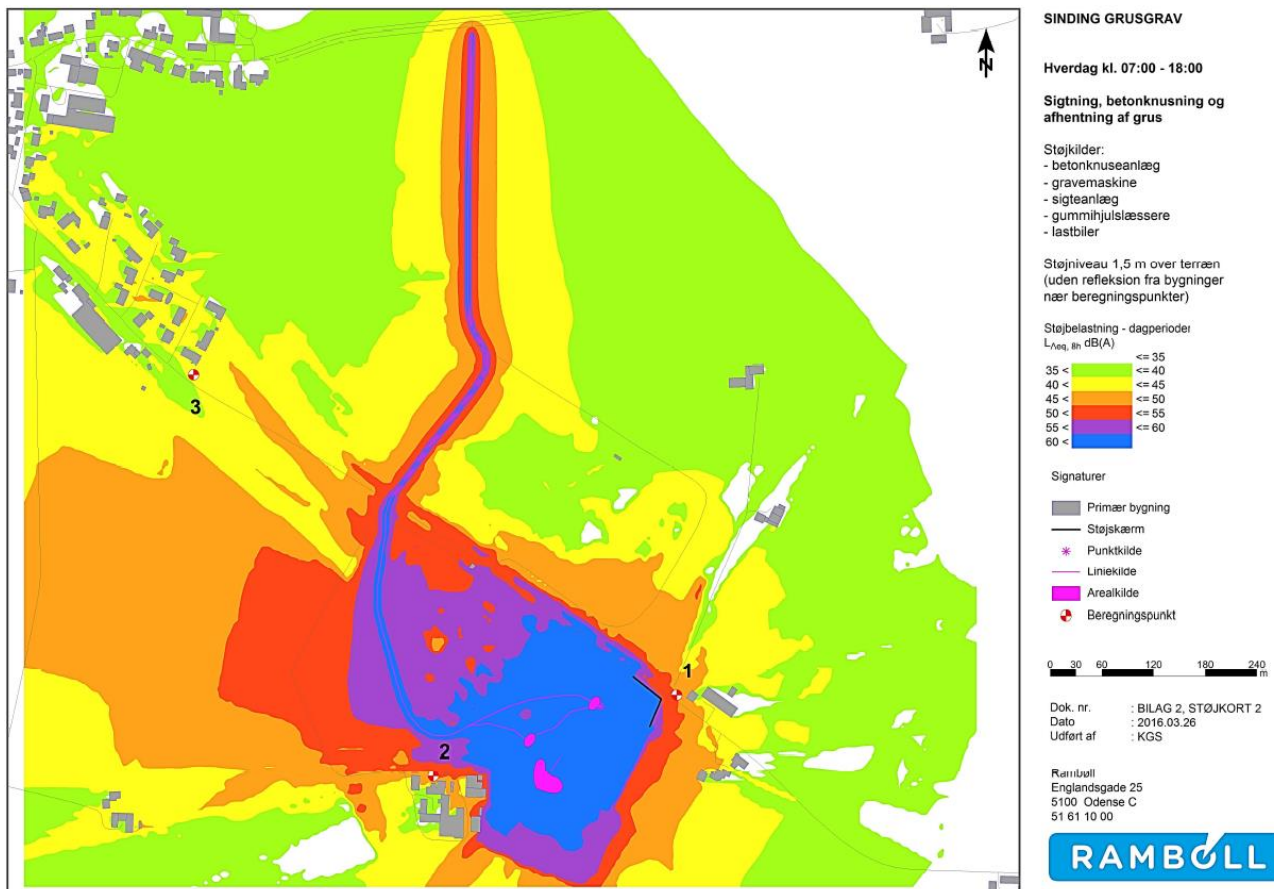 SINDING GRUSGRAV
N
Hverdag kl. 07:00 - 18:00
Sigtning, betonknusning og
afhentning af grus
Støjkilder:
- betonknuseanlæg
- gravemaskine
- sigteanlæg
- gummihjulslæssere
- lastbiler
Støjniveau 1,5 m over terræn
(uden refleksion fra bygninger
nær beregningspunkter)
Støjbelastning - dagperioder
LAeq, 8h dB(A)
<= 35
35 < <= 40
40 < <= 45
45 < <= 50
50 < <= 55
55 < <= 60
60 <
3
1
2
Signaturer
Primær bygning
Støjskærm
Punktkilde
Liniekilde
Arealkilde
Beregningspunkt
0 30 60 120 180 240
m
Dok. nr. : BILAG 2, STØJKORT 2
Dato : 2016.03.26
Udført af : KGS
Rambøll
Englandsgade 25
5100 Odense C
51 61 10 00
RAMBOLL